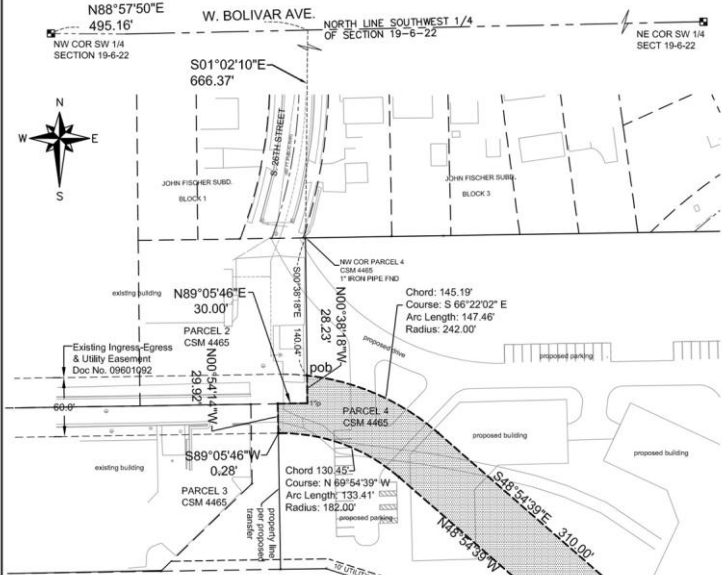 N88°57'50"E
495.16'
W. BOLIVAR AVE.
NORTH LINE SOUTHWEST 1/4
OF SECTION 19-6-22
NW COR SW 1/4
SECTION 19-6-22
NE COR SW 1/4
SECT 19-6-22
S01°02'10"E
666.37'
N
W
E
S
S. 26TH STREET
JOHN FISCHER SUBD.
BLOCK 1
JOHN FISCHER SUBD.
BLOCK 3
NW COR PARCEL 4
CSM 4465
1" IRON PIPE FND
existing building
N89°05'46"E
30.00'
S00°38'18"E 140.04'
N00°38'18"W
28.23'
Chord: 145.19'
Course: S 66°22'02" E
Arc Length: 147.46'
Radius: 242.00'
PARCEL 2
CSM 4465
Existing Ingress-Egress
& Utility Easement
Doc No. 09601092
N00°54'14"W
29.92'
proposed drive
proposed parking
pob
1"ip
60.0'
PARCEL 4
CSM 4465
proposed building
proposed building
existing building
S89°05'46"W
0.28'
PARCEL 3
CSM 4465
property line
per proposed
transfer
Chord 130.45'
Course: N 69°54'39" W
Arc Length: 133.41'
Radius: 182.00'
proposed parking
S48°54'39"E 310.00'
N48°54'39"W
10' UTILITY